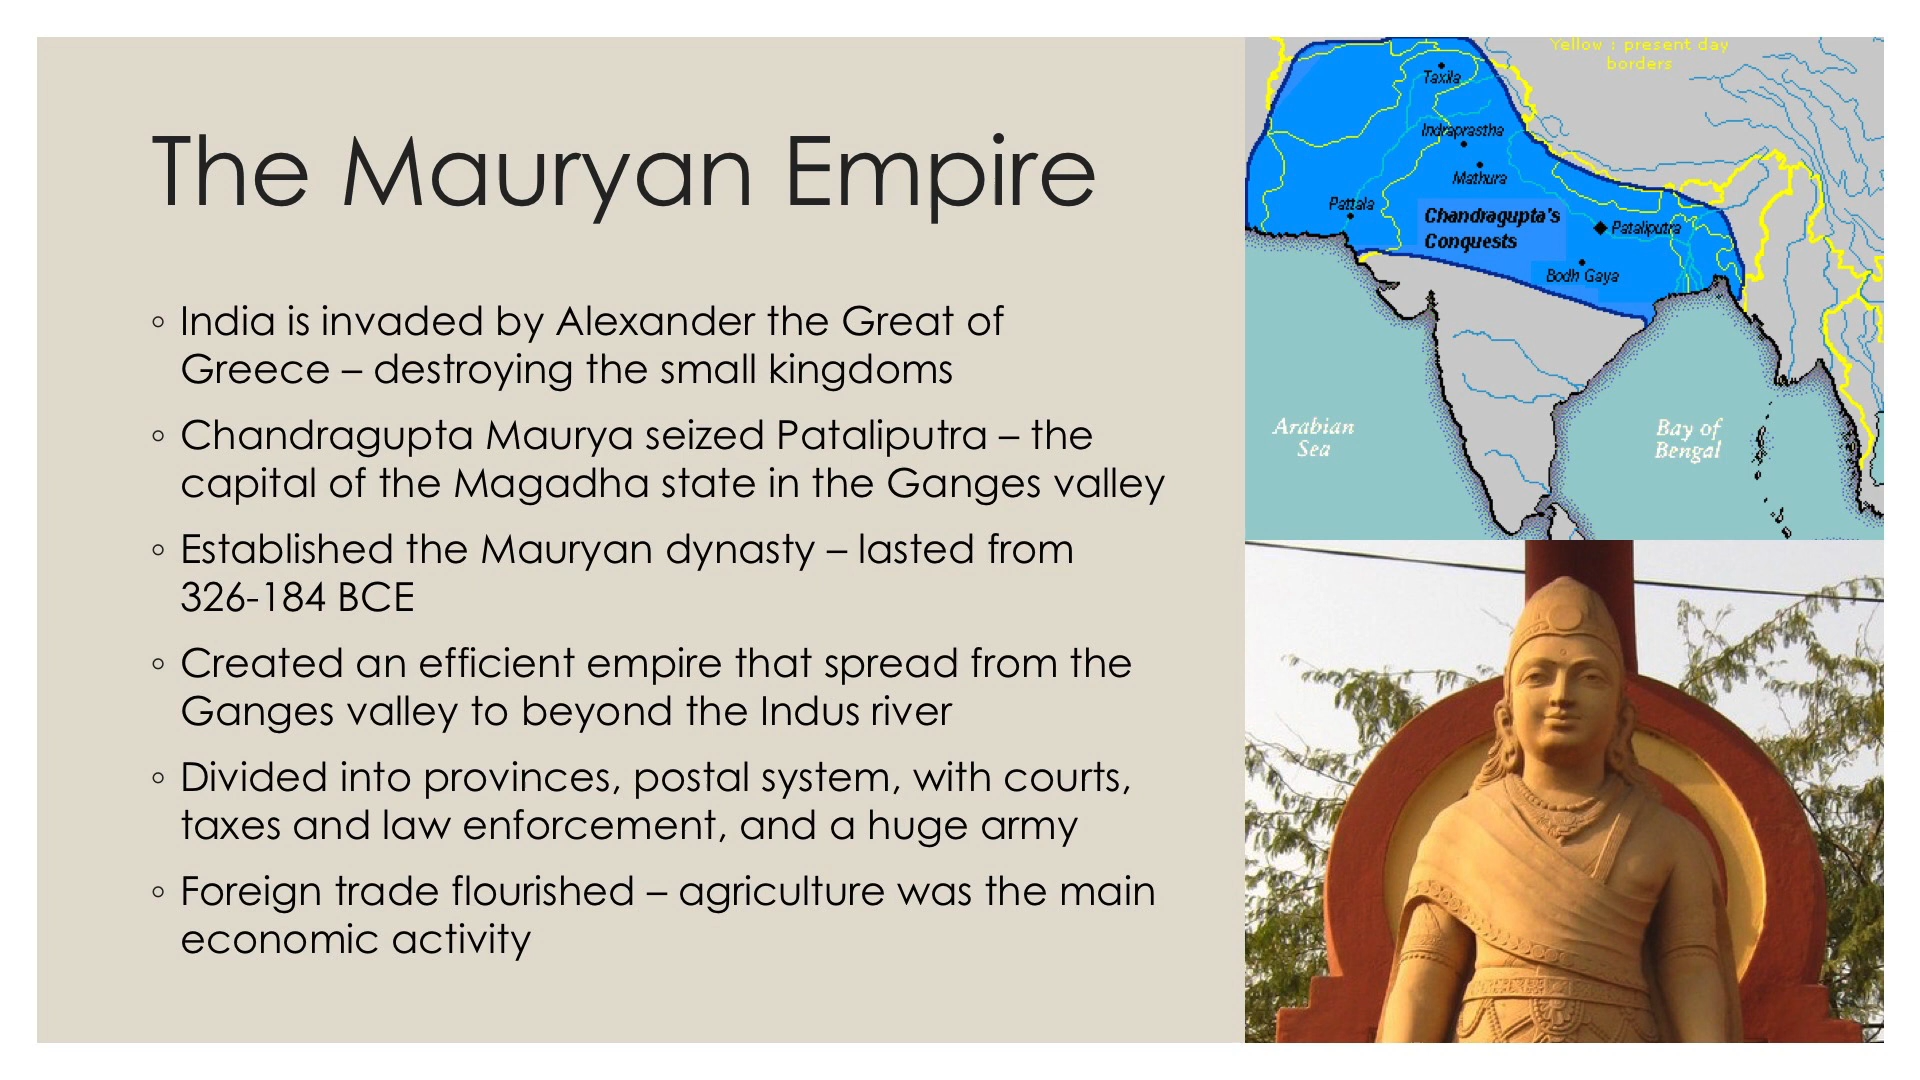 The Mauryan Empire
◦ India is invaded by Alexander the Great of
Greece – destroying the small kingdoms
◦ Chandragupta Maurya seized Pataliputra – the
capital of the Magadha state in the Ganges valley
◦ Established the Mauryan dynasty – lasted from
326-184 BCE
◦ Created an efficient empire that spread from the
Ganges valley to beyond the Indus river
◦ Divided into provinces, postal system, with courts,
taxes and law enforcement, and a huge army
◦ Foreign trade flourished – agriculture was the main
economic activity
Yellow : present day
borders
Taxila
Indraprastha
Mathura
Pattala
Chandragupta's
Conquests
Pataliputra
Bodh Gaya
Arabian
Sea
Bay of
Bengal